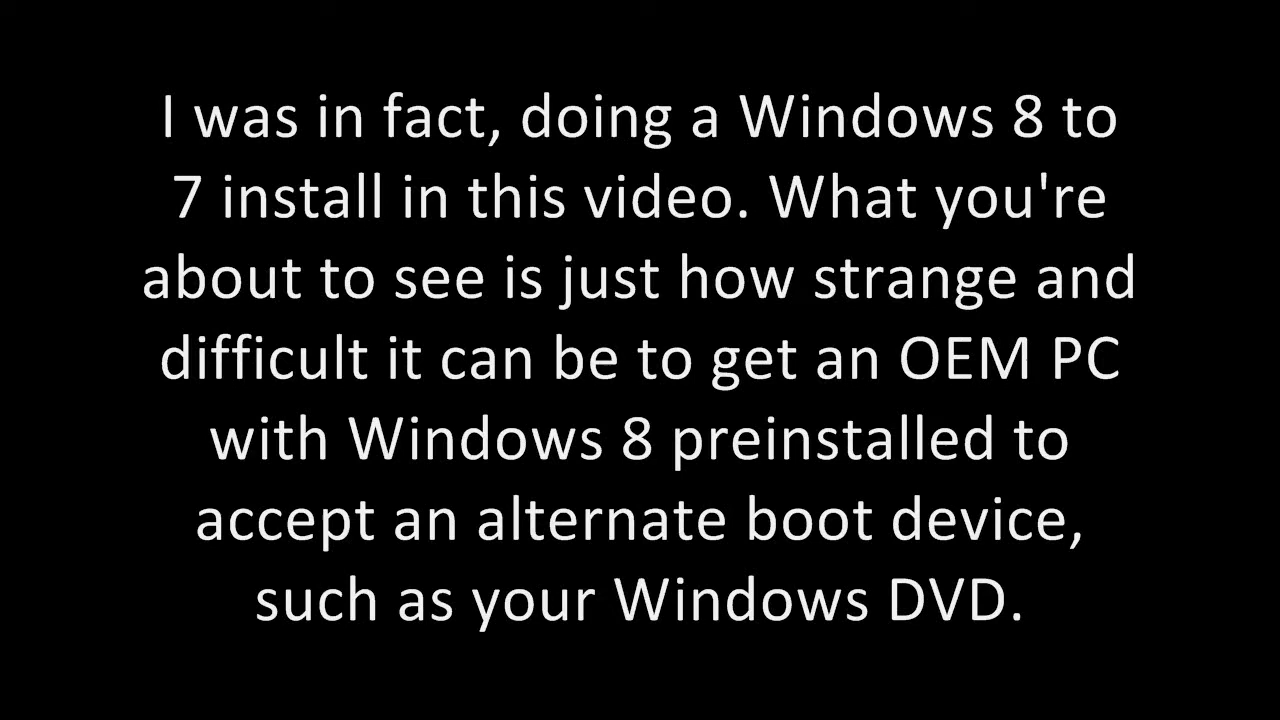 I was in fact, doing a Windows 8 to
7 install in this video. What you're
about to see is just how strange and
difficult it can be to get an OEM PC
with Windows 8 preinstalled to
accept an alternate boot device,
such as your Windows DVD.